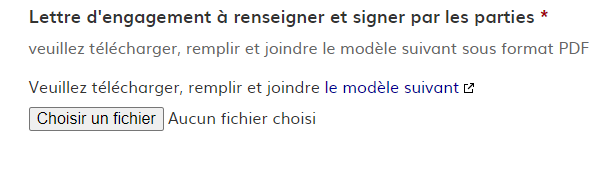 Lettre d'engagement à renseigner et signer par les parties *
veuillez télécharger, remplir et joindre le modèle suivant sous format PDF
Veuillez télécharger, remplir et joindre le modèle suivant
Choisir un fichier Aucun fichier choisi